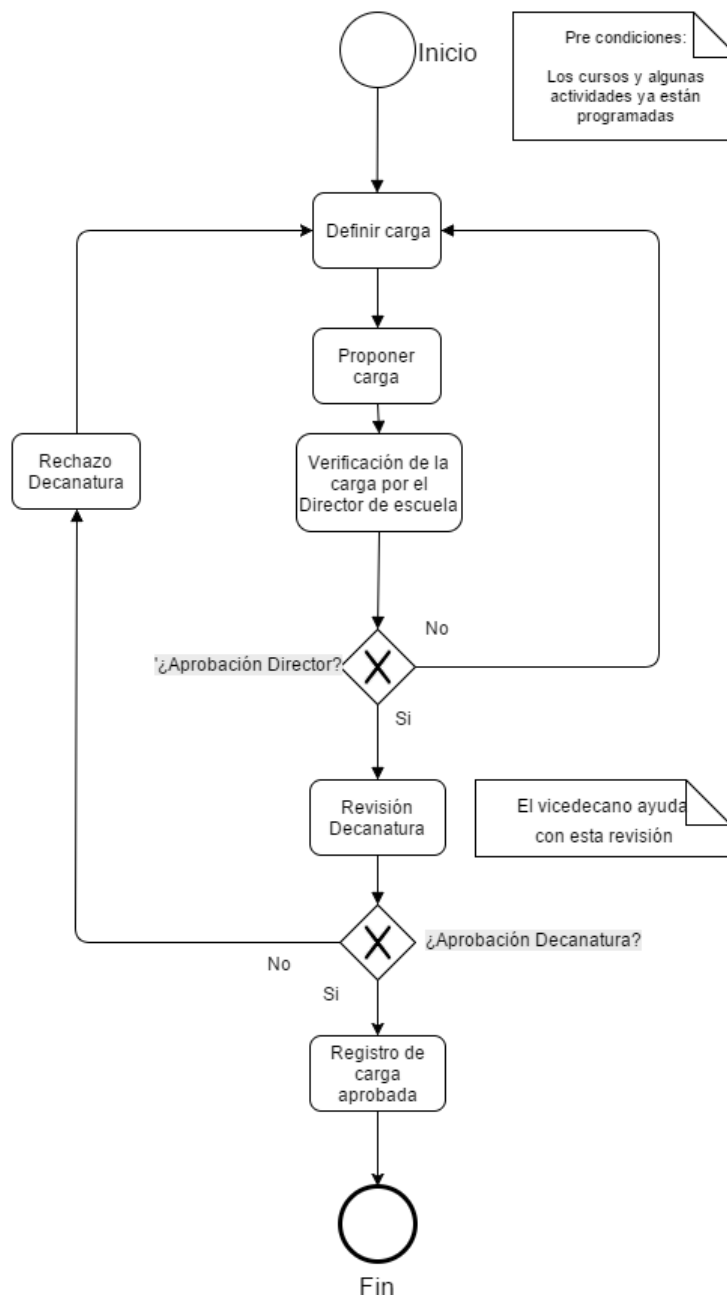 Inicio
Pre condiciones:
Los cursos y algunas
actividades ya están
programadas
Definir carga
Proponer
carga
Rechazo
Decanatura
Verificación de la
carga por el
Director de escuela
No
'¿Aprobación Director?
Si
Revisión
Decanatura
El vicedecano ayuda
con esta revisión
¿Aprobación Decanatura?
No
Si
Registro de
carga
aprobada
Fin